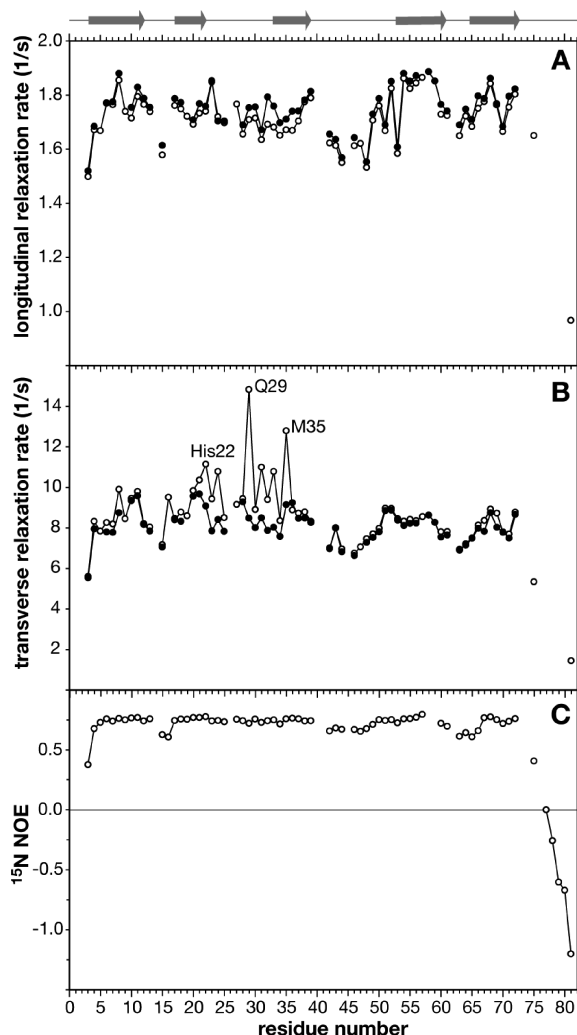 A
longitudinal relaxation rate (1/s)
2.0
1.8
1.6
1.4
1.2
1.0
B
transverse relaxation rate (1/s)
14
12
10
8
6
4
2
Q29
M35
His22
C
15N NOE
0.5
0.0
-0.5
-1.0
0 5 10 15 20 25 30 35 40 45 50 55 60 65 70 75 80
residue number